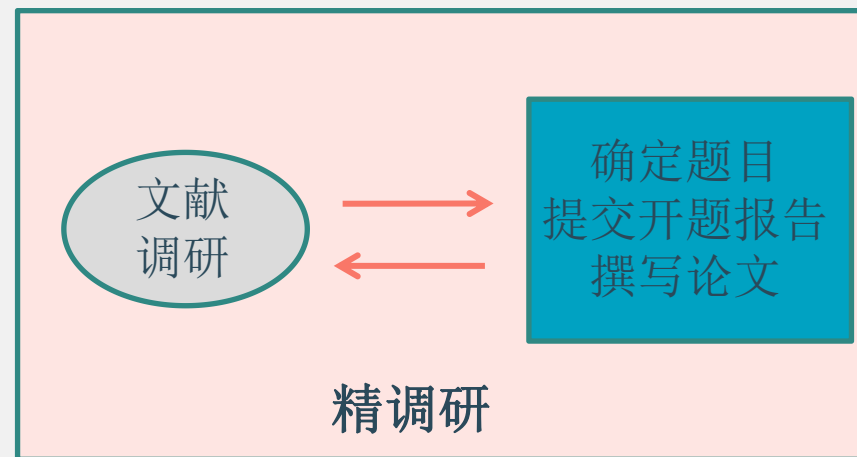 文献
调研
确定题目
提交开题报告
撰写论文
精调研